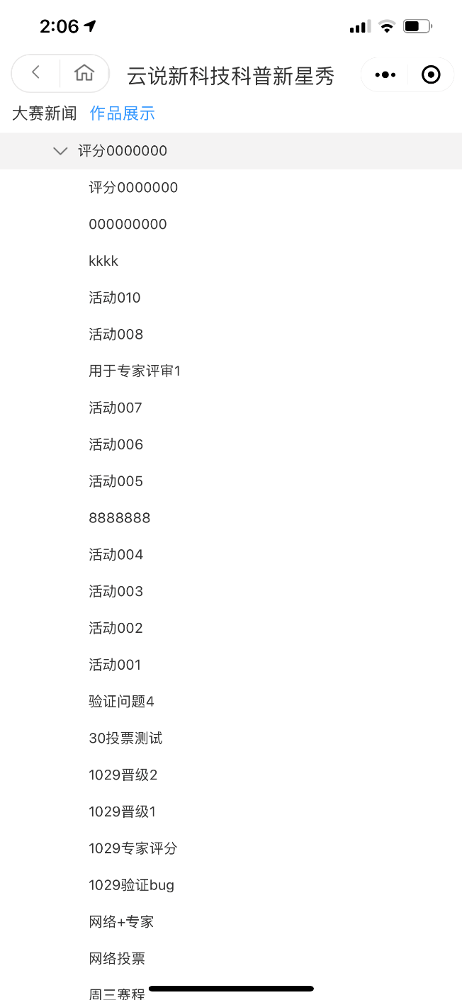 2:06
云说新科技科普新星秀
大赛新闻 作品展示
评分0000000
评分0000000
000000000
kkkk
活动010
活动008
用于专家评审1
活动007
活动006
活动005
8888888
活动004
活动003
活动002
活动001
验证问题4
30投票测试
1029晋级2
1029晋级1
1029专家评分
1029验证bug
网络+专家
网络投票
周三赛程